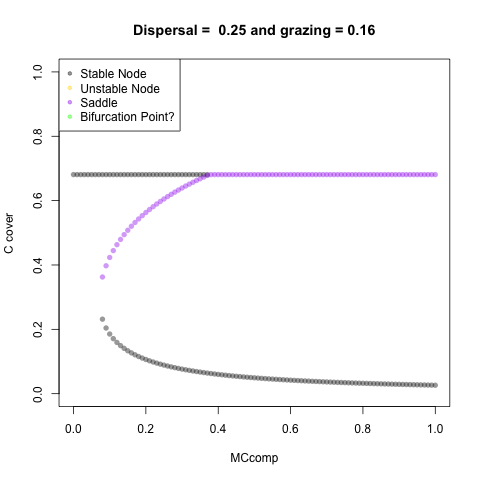 Dispersal =  0.25 and grazing = 0.16
Stable Node
Unstable Node
Saddle
Bifurcation Point?
C cover
1.0
0.8
0.6
0.4
0.2
0.0
0.0 0.2 0.4 0.6 0.8 1.0
MCcomp